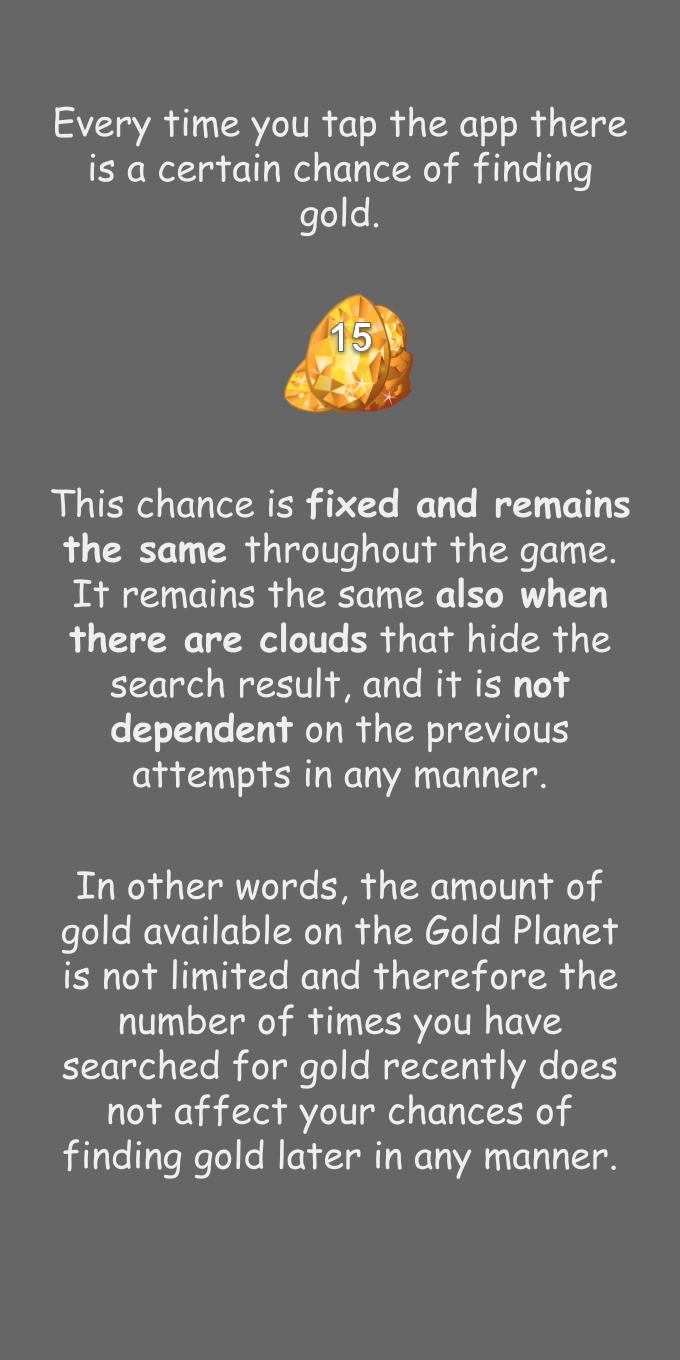 Every time you tap the app there
is a certain chance of finding
gold.
15
This chance is fixed and remains
the same throughout the game.
It remains the same also when
there are clouds that hide the
search result, and it is not
dependent on the previous
attempts in any manner.
In other words, the amount of
gold available on the Gold Planet
is not limited and therefore the
number of times you have
searched for gold recently does
not affect your chances of
finding gold later in any manner.